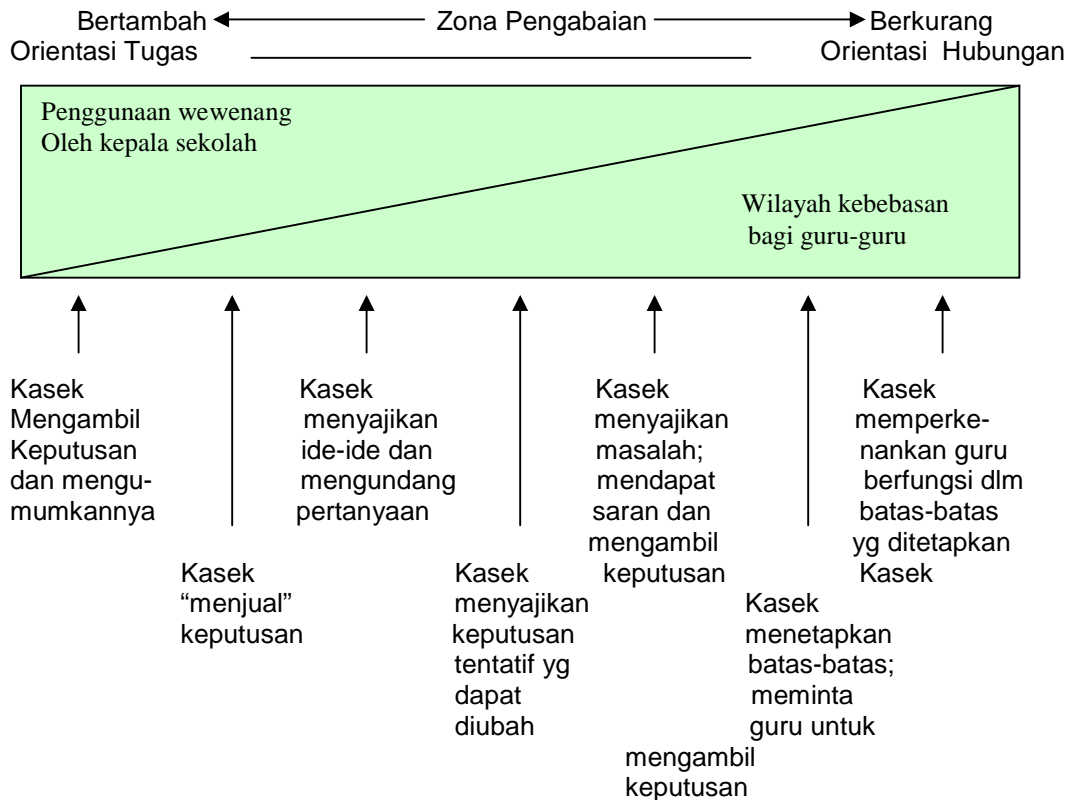 Bertambah Zona Pengabaian Berkurang
Orientasi Tugas Orientasi Hubungan
Penggunaan wewenang
Oleh kepala sekolah
Wilayah kebebasan
bagi guru-guru
Kasek
Mengambil
Keputusan
dan mengu-
mumkannya
Kasek
“menjual”
keputusan
Kasek
menyajikan
ide-ide dan
mengundang
pertanyaan
Kasek
menyajikan
keputusan
tentatif yg
dapat
diubah
Kasek
menyajikan
masalah;
mendapat
saran dan
mengambil
keputusan
Kasek
menetapkan
batas-batas;
meminta
guru untuk
mengambil
keputusan
Kasek
memperke-
nankan guru
berfungsi dlm
batas-batas
yg ditetapkan
Kasek